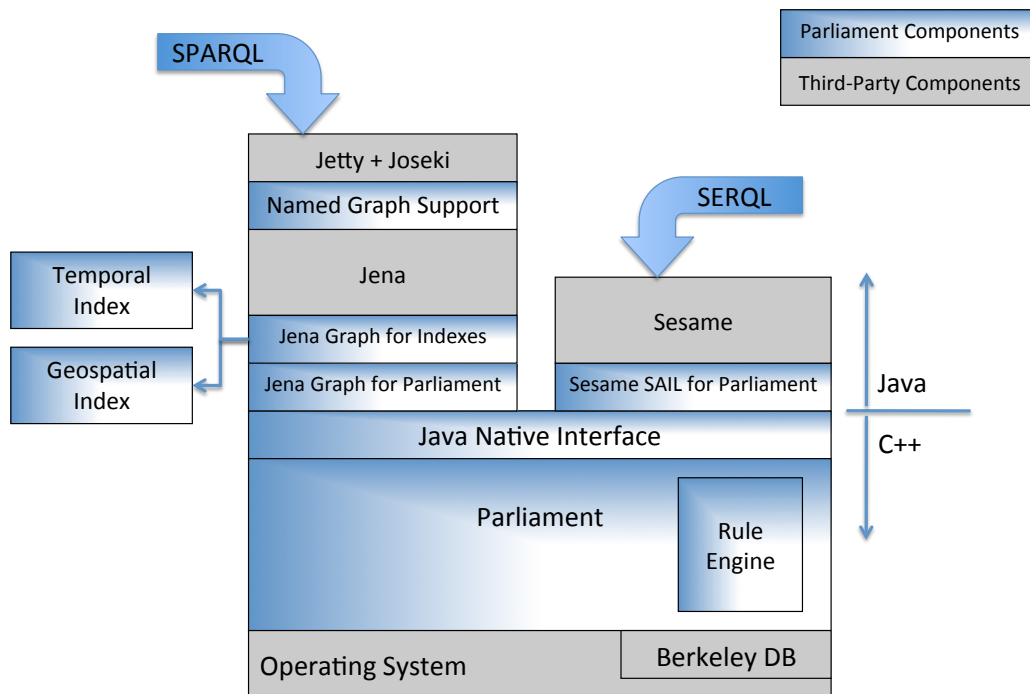 Parliament Components
Third-Party Components
SPARQL
Jetty + Joseki
Named Graph Support
SERQL
Jena
Temporal
Index
Sesame
Jena Graph for Indexes
Geospatial
Index
Jena Graph for Parliament
Sesame SAIL for Parliament
Java
Java Native Interface
C++
Parliament
Rule
Engine
Operating System
Berkeley DB